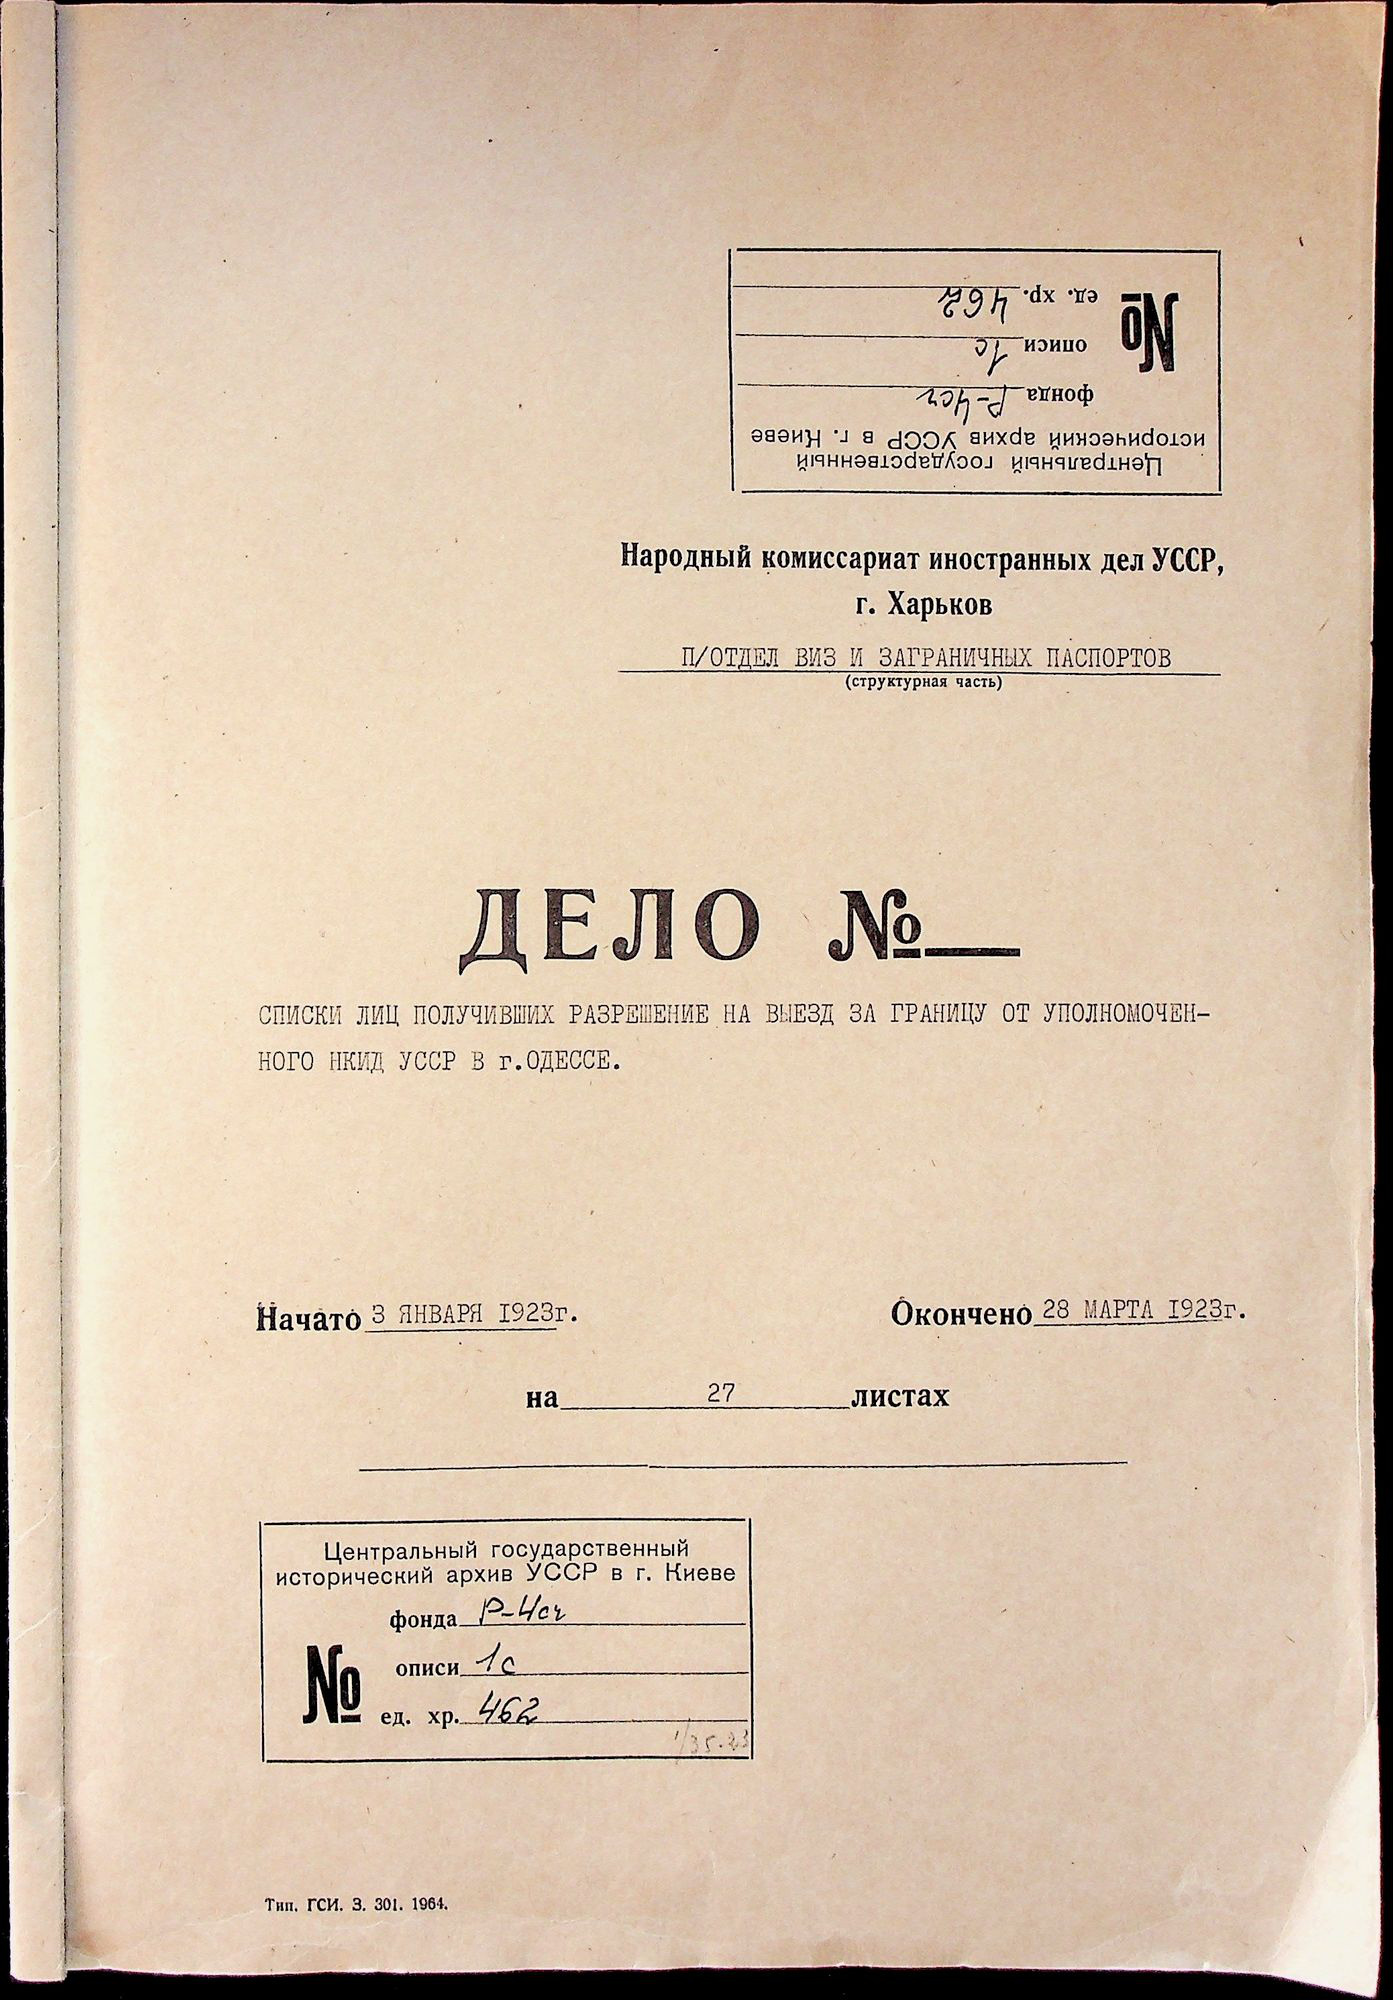 Центральный государственный
исторический архив УССР в г. Киеве
фонда Р-4сч
описи 1с
№
ед. хр. 462
Народный комиссариат иностранных дел УССР,
г. Харьков
П/ОТДЕЛ ВИЗ И ЗАГРАНИЧНЫХ ПАСПОРТОВ
(структурная часть)
ДЕЛО №
СПИСКИ ЛИЦ ПОЛУЧИВШИХ РАЗРЕШЕНИЕ НА ВЫЕЗД ЗА ГРАНИЦУ ОТ УПОЛНОМОЧЕН-
НОГО НКИД УССР В г.ОДЕССЕ.
Начато 3 ЯНВАРЯ 1923г. Окончено 28 МАРТА 1923г.
на 27 листах
Центральный государственный
исторический архив УССР в г. Киеве
фонда Р-4сч
описи 1с
№
ед. хр. 462
Тип. ГСИ. З. 301. 1964.